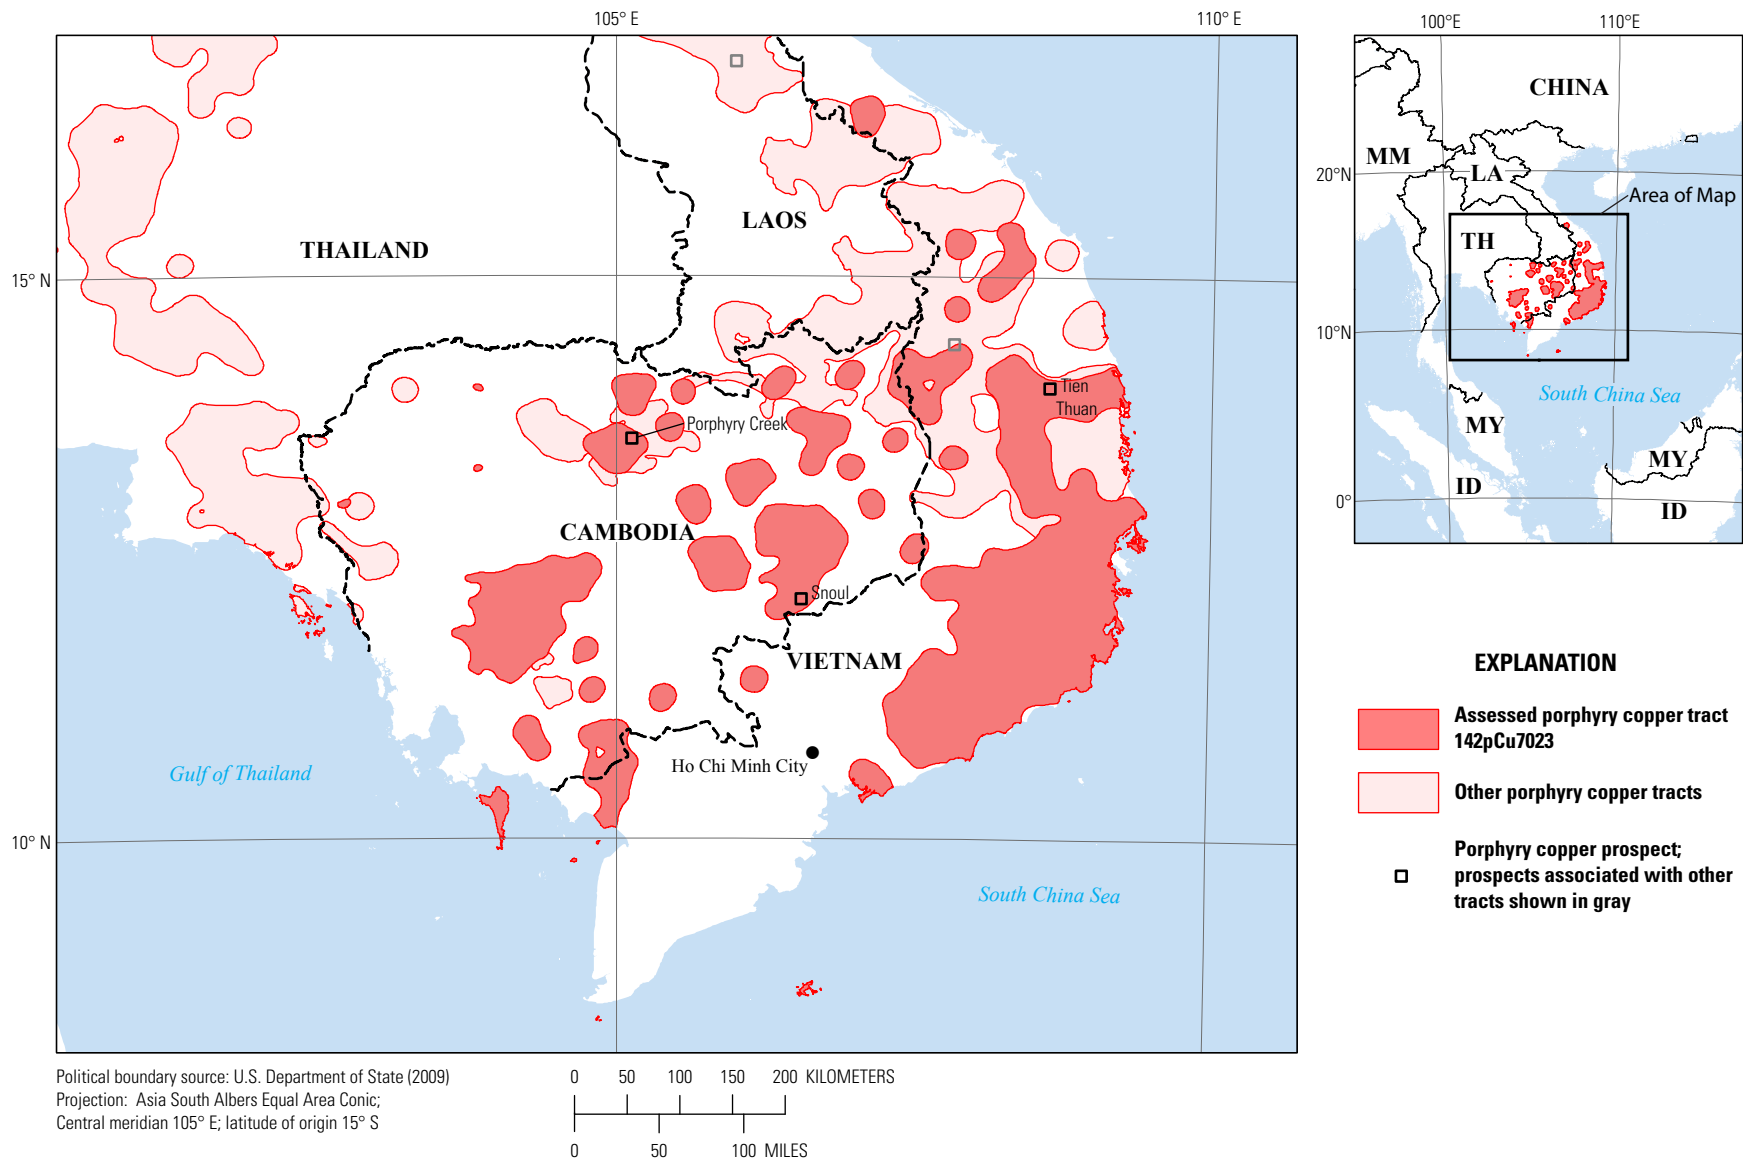 105° E
110° E
15° N
10° N
THAILAND
LAOS
CAMBODIA
VIETNAM
Porphyry Creek
Tien
Thuan
Snoul
Ho Chi Minh City
Gulf of Thailand
South China Sea
100°E
110°E
20°N
10°N
0°
CHINA
MM
LA
TH
Area of Map
South China Sea
MY
MY
ID
ID
EXPLANATION
Assessed porphyry copper tract
142pCu7023
Other porphyry copper tracts
Porphyry copper prospect;
prospects associated with other
tracts shown in gray
Political boundary source: U.S. Department of State (2009)
Projection: Asia South Albers Equal Area Conic;
Central meridian 105° E; latitude of origin 15° S
0 50 100 150 200 KILOMETERS
0 50 100 MILES